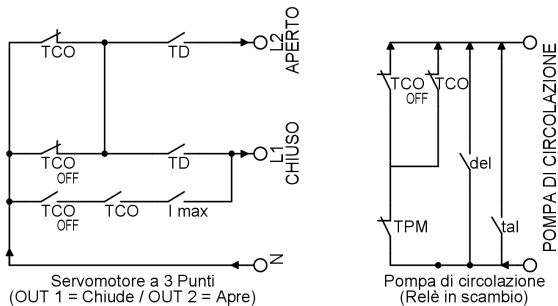 L2
APERTO
TCO
TD
TCO
OFF
TD
L1
CHIUSO
TCO
OFF
TCO
I max
N
Servomotore a 3 Punti
(OUT 1 = Chiude / OUT 2 = Apre)
TCO
OFF
TCO
del
TPM
tal
POMPA DI CIRCOLAZIONE
Pompa di circolazione
(Relè in scambio)